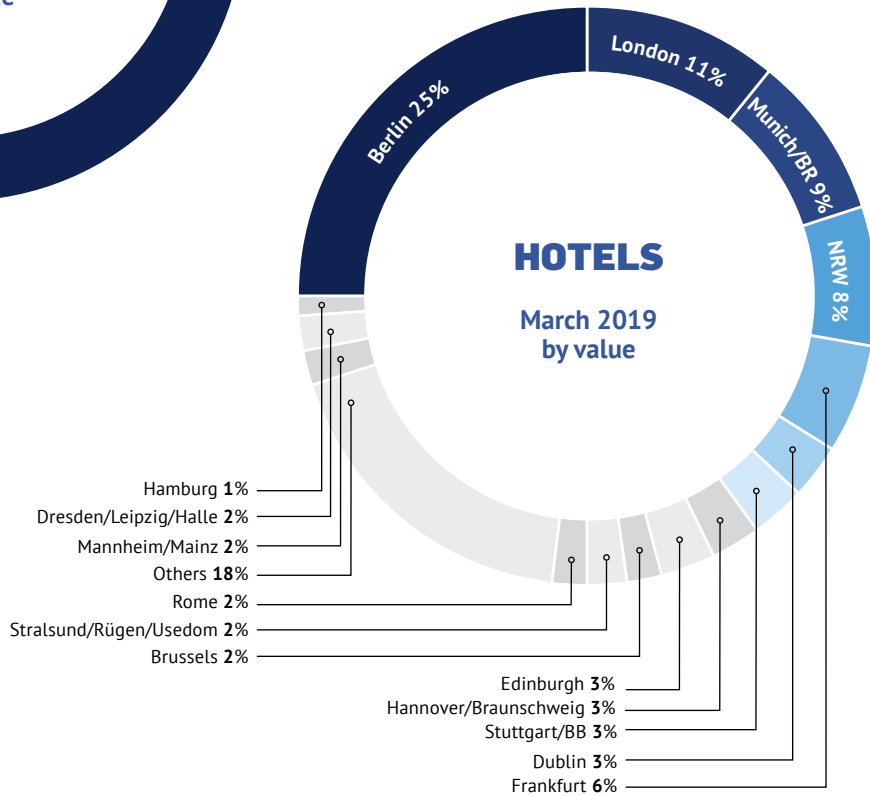 London 11%
Berlin 25%
Munich/BR 9%
NRW 8%
HOTELS
March 2019
by value
Hamburg 1%
Dresden/Leipzig/Halle 2%
Mannheim/Mainz 2%
Others 18%
Rome 2%
Stralsund/Rügen/Usedom 2%
Brussels 2%
Edinburgh 3%
Hannover/Braunschweig 3%
Stuttgart/BB 3%
Dublin 3%
Frankfurt 6%